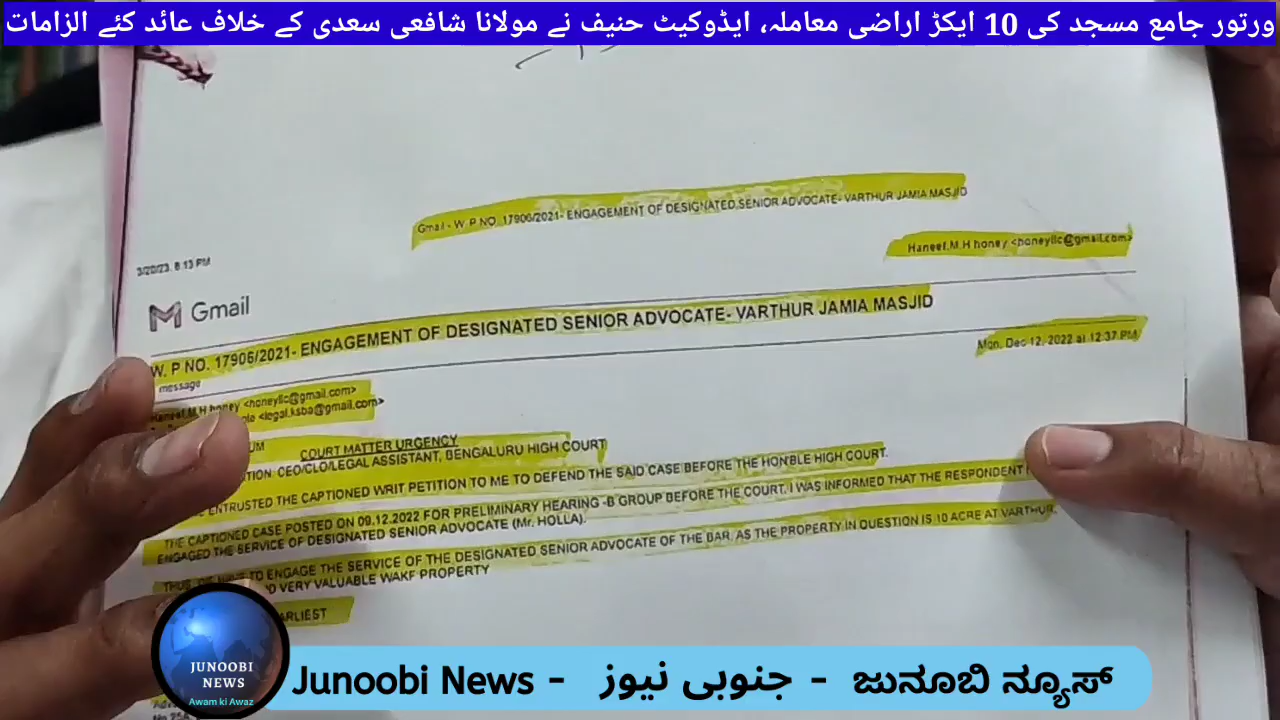 ورتور جامع مسجد کی 10 ایکڑ اراضی معاملہ، ایڈوکیٹ حنیف نے مولانا شافعی سعدی کے خلاف عائد کئے الزامات
Gmail - W. P NO. 17906/2021- ENGAGEMENT OF DESIGNATED SENIOR ADVOCATE- VARTHUR JAMIA MASJID
3/20/23, 8:13 PM
Haneef.M.H honey <honeyllc@gmail.com>
Gmail
W. P NO. 17906/2021- ENGAGEMENT OF DESIGNATED SENIOR ADVOCATE- VARTHUR JAMIA MASJID
message
Mon, Dec 12, 2022 at 12:37 PM
Haneef.M.H honey <honeyllc@gmail.com>
<legal.ksba@gmail.com>
COURT MATTER URGENCY
CEO/CLO/LEGAL ASSISTANT, BENGALURU HIGH COURT
ENTRUSTED THE CAPTIONED WRIT PETITION TO ME TO DEFEND THE SAID CASE BEFORE THE HON'BLE HIGH COURT.
THE CAPTIONED CASE POSTED ON 09.12.2022 FOR PRELIMINARY HEARING -B GROUP BEFORE THE COURT. I WAS INFORMED THAT THE RESPONDENT
ENGAGED THE SERVICE OF DESIGNATED SENIOR ADVOCATE (Mr. HOLLA).
TO ENGAGE THE SERVICE OF THE DESIGNATED SENIOR ADVOCATE OF THE BAR. AS THE PROPERTY IN QUESTION IS 10 ACRE AT VARTHUR,
VERY VALUABLE WAKF PROPERTY
JUNOOBI
NEWS
Awam ki Awaz
Junoobi News - جنوبی نیوز - ಜುನೂಬಿ ನ್ಯೂಸ್